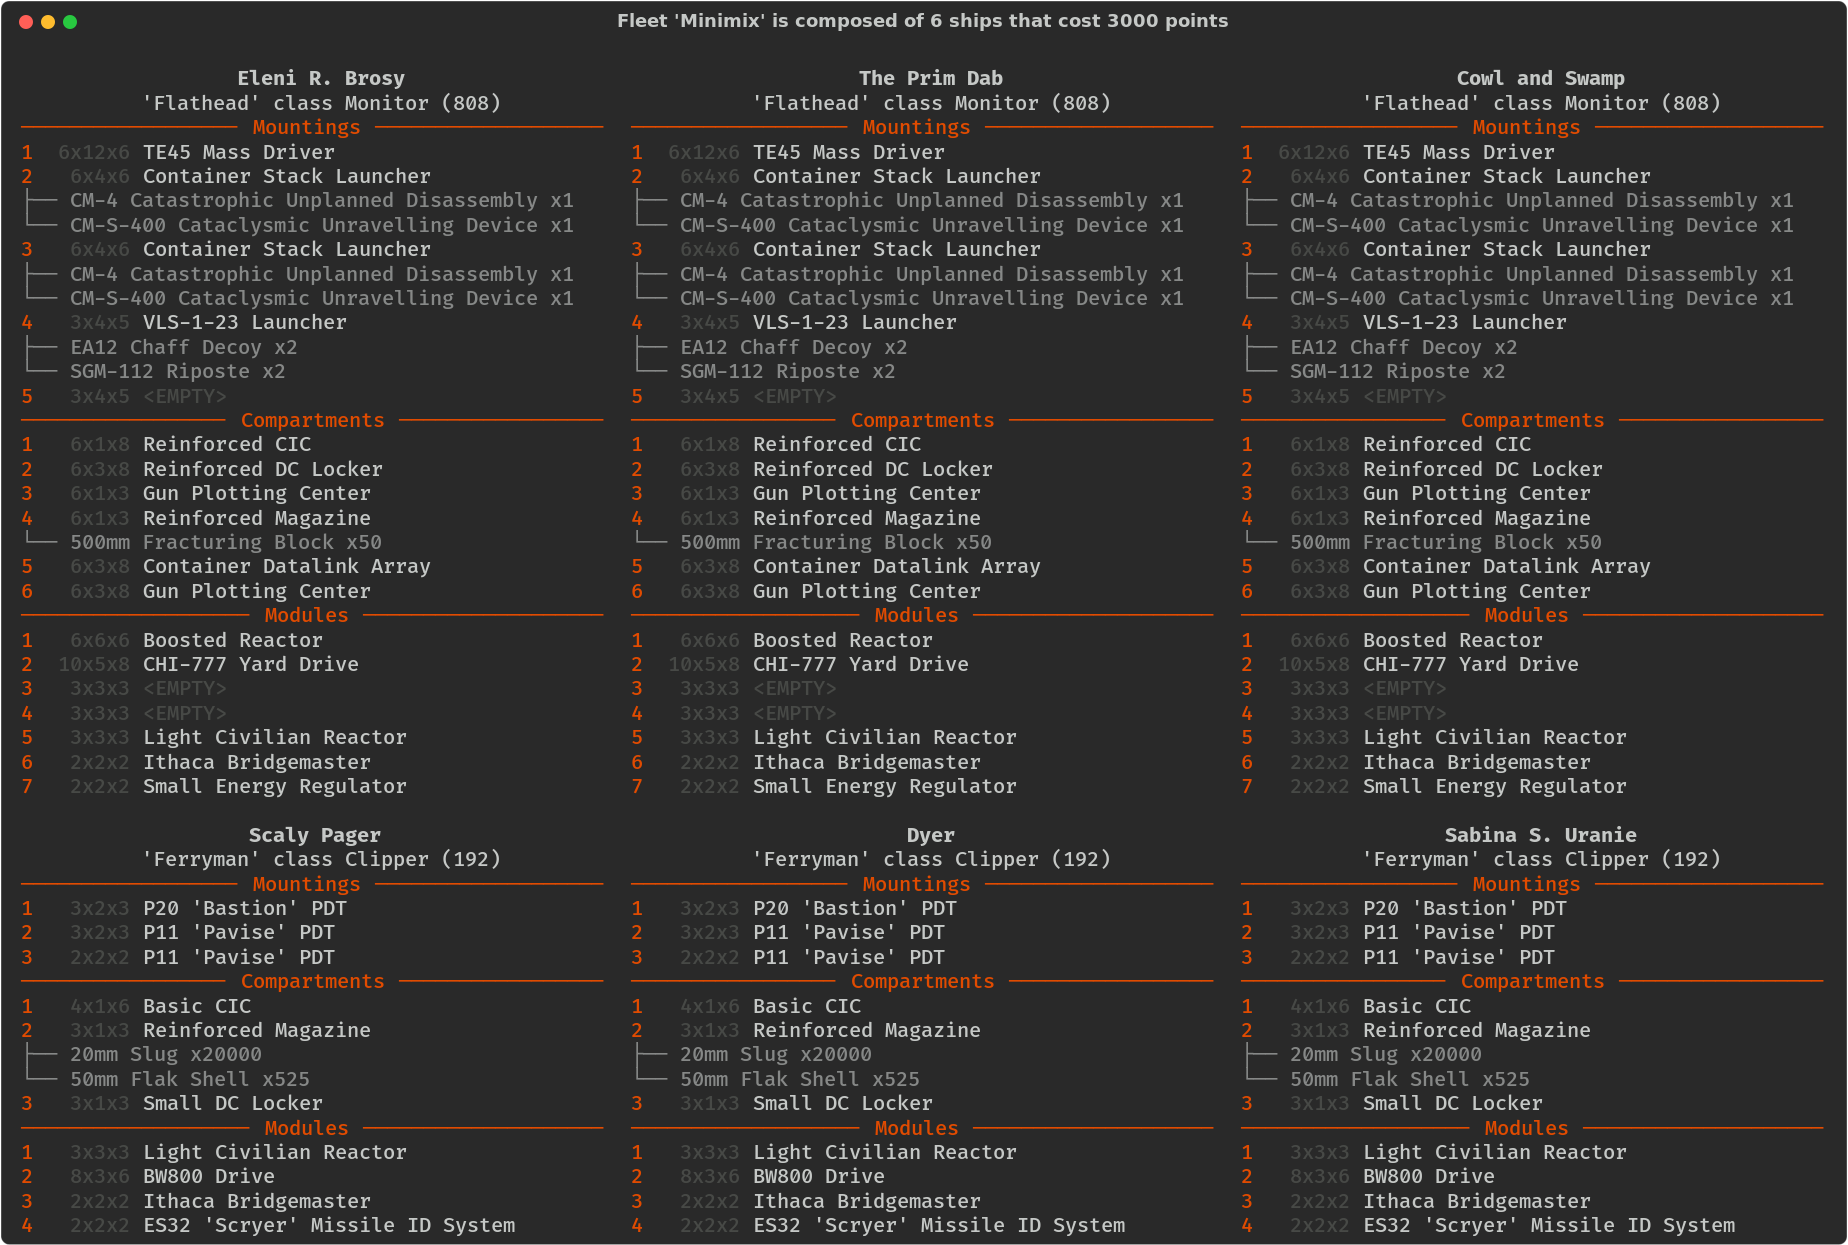 Fleet 'Minimix' is composed of 6 ships that cost 3000 points
Eleni R. Brosy
'Flathead' class Monitor (808)
Mountings
1 6x12x6 TE45 Mass Driver
2 6x4x6 Container Stack Launcher
CM-4 Catastrophic Unplanned Disassembly x1
CM-S-400 Cataclysmic Unravelling Device x1
3 6x4x6 Container Stack Launcher
CM-4 Catastrophic Unplanned Disassembly x1
CM-S-400 Cataclysmic Unravelling Device x1
4 3x4x5 VLS-1-23 Launcher
EA12 Chaff Decoy x2
SGM-112 Riposte x2
5 3x4x5 <EMPTY>
Compartments
1 6x1x8 Reinforced CIC
2 6x3x8 Reinforced DC Locker
3 6x1x3 Gun Plotting Center
4 6x1x3 Reinforced Magazine
500mm Fracturing Block x50
5 6x3x8 Container Datalink Array
6 6x3x8 Gun Plotting Center
Modules
1 6x6x6 Boosted Reactor
2 10x5x8 CHI-777 Yard Drive
3 3x3x3 <EMPTY>
4 3x3x3 <EMPTY>
5 3x3x3 Light Civilian Reactor
6 2x2x2 Ithaca Bridgemaster
7 2x2x2 Small Energy Regulator
The Prim Dab
'Flathead' class Monitor (808)
Mountings
1 6x12x6 TE45 Mass Driver
2 6x4x6 Container Stack Launcher
CM-4 Catastrophic Unplanned Disassembly x1
CM-S-400 Cataclysmic Unravelling Device x1
3 6x4x6 Container Stack Launcher
CM-4 Catastrophic Unplanned Disassembly x1
CM-S-400 Cataclysmic Unravelling Device x1
4 3x4x5 VLS-1-23 Launcher
EA12 Chaff Decoy x2
SGM-112 Riposte x2
5 3x4x5 <EMPTY>
Compartments
1 6x1x8 Reinforced CIC
2 6x3x8 Reinforced DC Locker
3 6x1x3 Gun Plotting Center
4 6x1x3 Reinforced Magazine
500mm Fracturing Block x50
5 6x3x8 Container Datalink Array
6 6x3x8 Gun Plotting Center
Modules
1 6x6x6 Boosted Reactor
2 10x5x8 CHI-777 Yard Drive
3 3x3x3 <EMPTY>
4 3x3x3 <EMPTY>
5 3x3x3 Light Civilian Reactor
6 2x2x2 Ithaca Bridgemaster
7 2x2x2 Small Energy Regulator
Cowl and Swamp
'Flathead' class Monitor (808)
Mountings
1 6x12x6 TE45 Mass Driver
2 6x4x6 Container Stack Launcher
CM-4 Catastrophic Unplanned Disassembly x1
CM-S-400 Cataclysmic Unravelling Device x1
3 6x4x6 Container Stack Launcher
CM-4 Catastrophic Unplanned Disassembly x1
CM-S-400 Cataclysmic Unravelling Device x1
4 3x4x5 VLS-1-23 Launcher
EA12 Chaff Decoy x2
SGM-112 Riposte x2
5 3x4x5 <EMPTY>
Compartments
1 6x1x8 Reinforced CIC
2 6x3x8 Reinforced DC Locker
3 6x1x3 Gun Plotting Center
4 6x1x3 Reinforced Magazine
500mm Fracturing Block x50
5 6x3x8 Container Datalink Array
6 6x3x8 Gun Plotting Center
Modules
1 6x6x6 Boosted Reactor
2 10x5x8 CHI-777 Yard Drive
3 3x3x3 <EMPTY>
4 3x3x3 <EMPTY>
5 3x3x3 Light Civilian Reactor
6 2x2x2 Ithaca Bridgemaster
7 2x2x2 Small Energy Regulator
Scaly Pager
'Ferryman' class Clipper (192)
Mountings
1 3x2x3 P20 'Bastion' PDT
2 3x2x3 P11 'Pavise' PDT
3 2x2x2 P11 'Pavise' PDT
Compartments
1 4x1x6 Basic CIC
2 3x1x3 Reinforced Magazine
20mm Slug x20000
50mm Flak Shell x525
3 3x1x3 Small DC Locker
Modules
1 3x3x3 Light Civilian Reactor
2 8x3x6 BW800 Drive
3 2x2x2 Ithaca Bridgemaster
4 2x2x2 ES32 'Scryer' Missile ID System
Dyer
'Ferryman' class Clipper (192)
Mountings
1 3x2x3 P20 'Bastion' PDT
2 3x2x3 P11 'Pavise' PDT
3 2x2x2 P11 'Pavise' PDT
Compartments
1 4x1x6 Basic CIC
2 3x1x3 Reinforced Magazine
20mm Slug x20000
50mm Flak Shell x525
3 3x1x3 Small DC Locker
Modules
1 3x3x3 Light Civilian Reactor
2 8x3x6 BW800 Drive
3 2x2x2 Ithaca Bridgemaster
4 2x2x2 ES32 'Scryer' Missile ID System
Sabina S. Uranie
'Ferryman' class Clipper (192)
Mountings
1 3x2x3 P20 'Bastion' PDT
2 3x2x3 P11 'Pavise' PDT
3 2x2x2 P11 'Pavise' PDT
Compartments
1 4x1x6 Basic CIC
2 3x1x3 Reinforced Magazine
20mm Slug x20000
50mm Flak Shell x525
3 3x1x3 Small DC Locker
Modules
1 3x3x3 Light Civilian Reactor
2 8x3x6 BW800 Drive
3 2x2x2 Ithaca Bridgemaster
4 2x2x2 ES32 'Scryer' Missile ID System